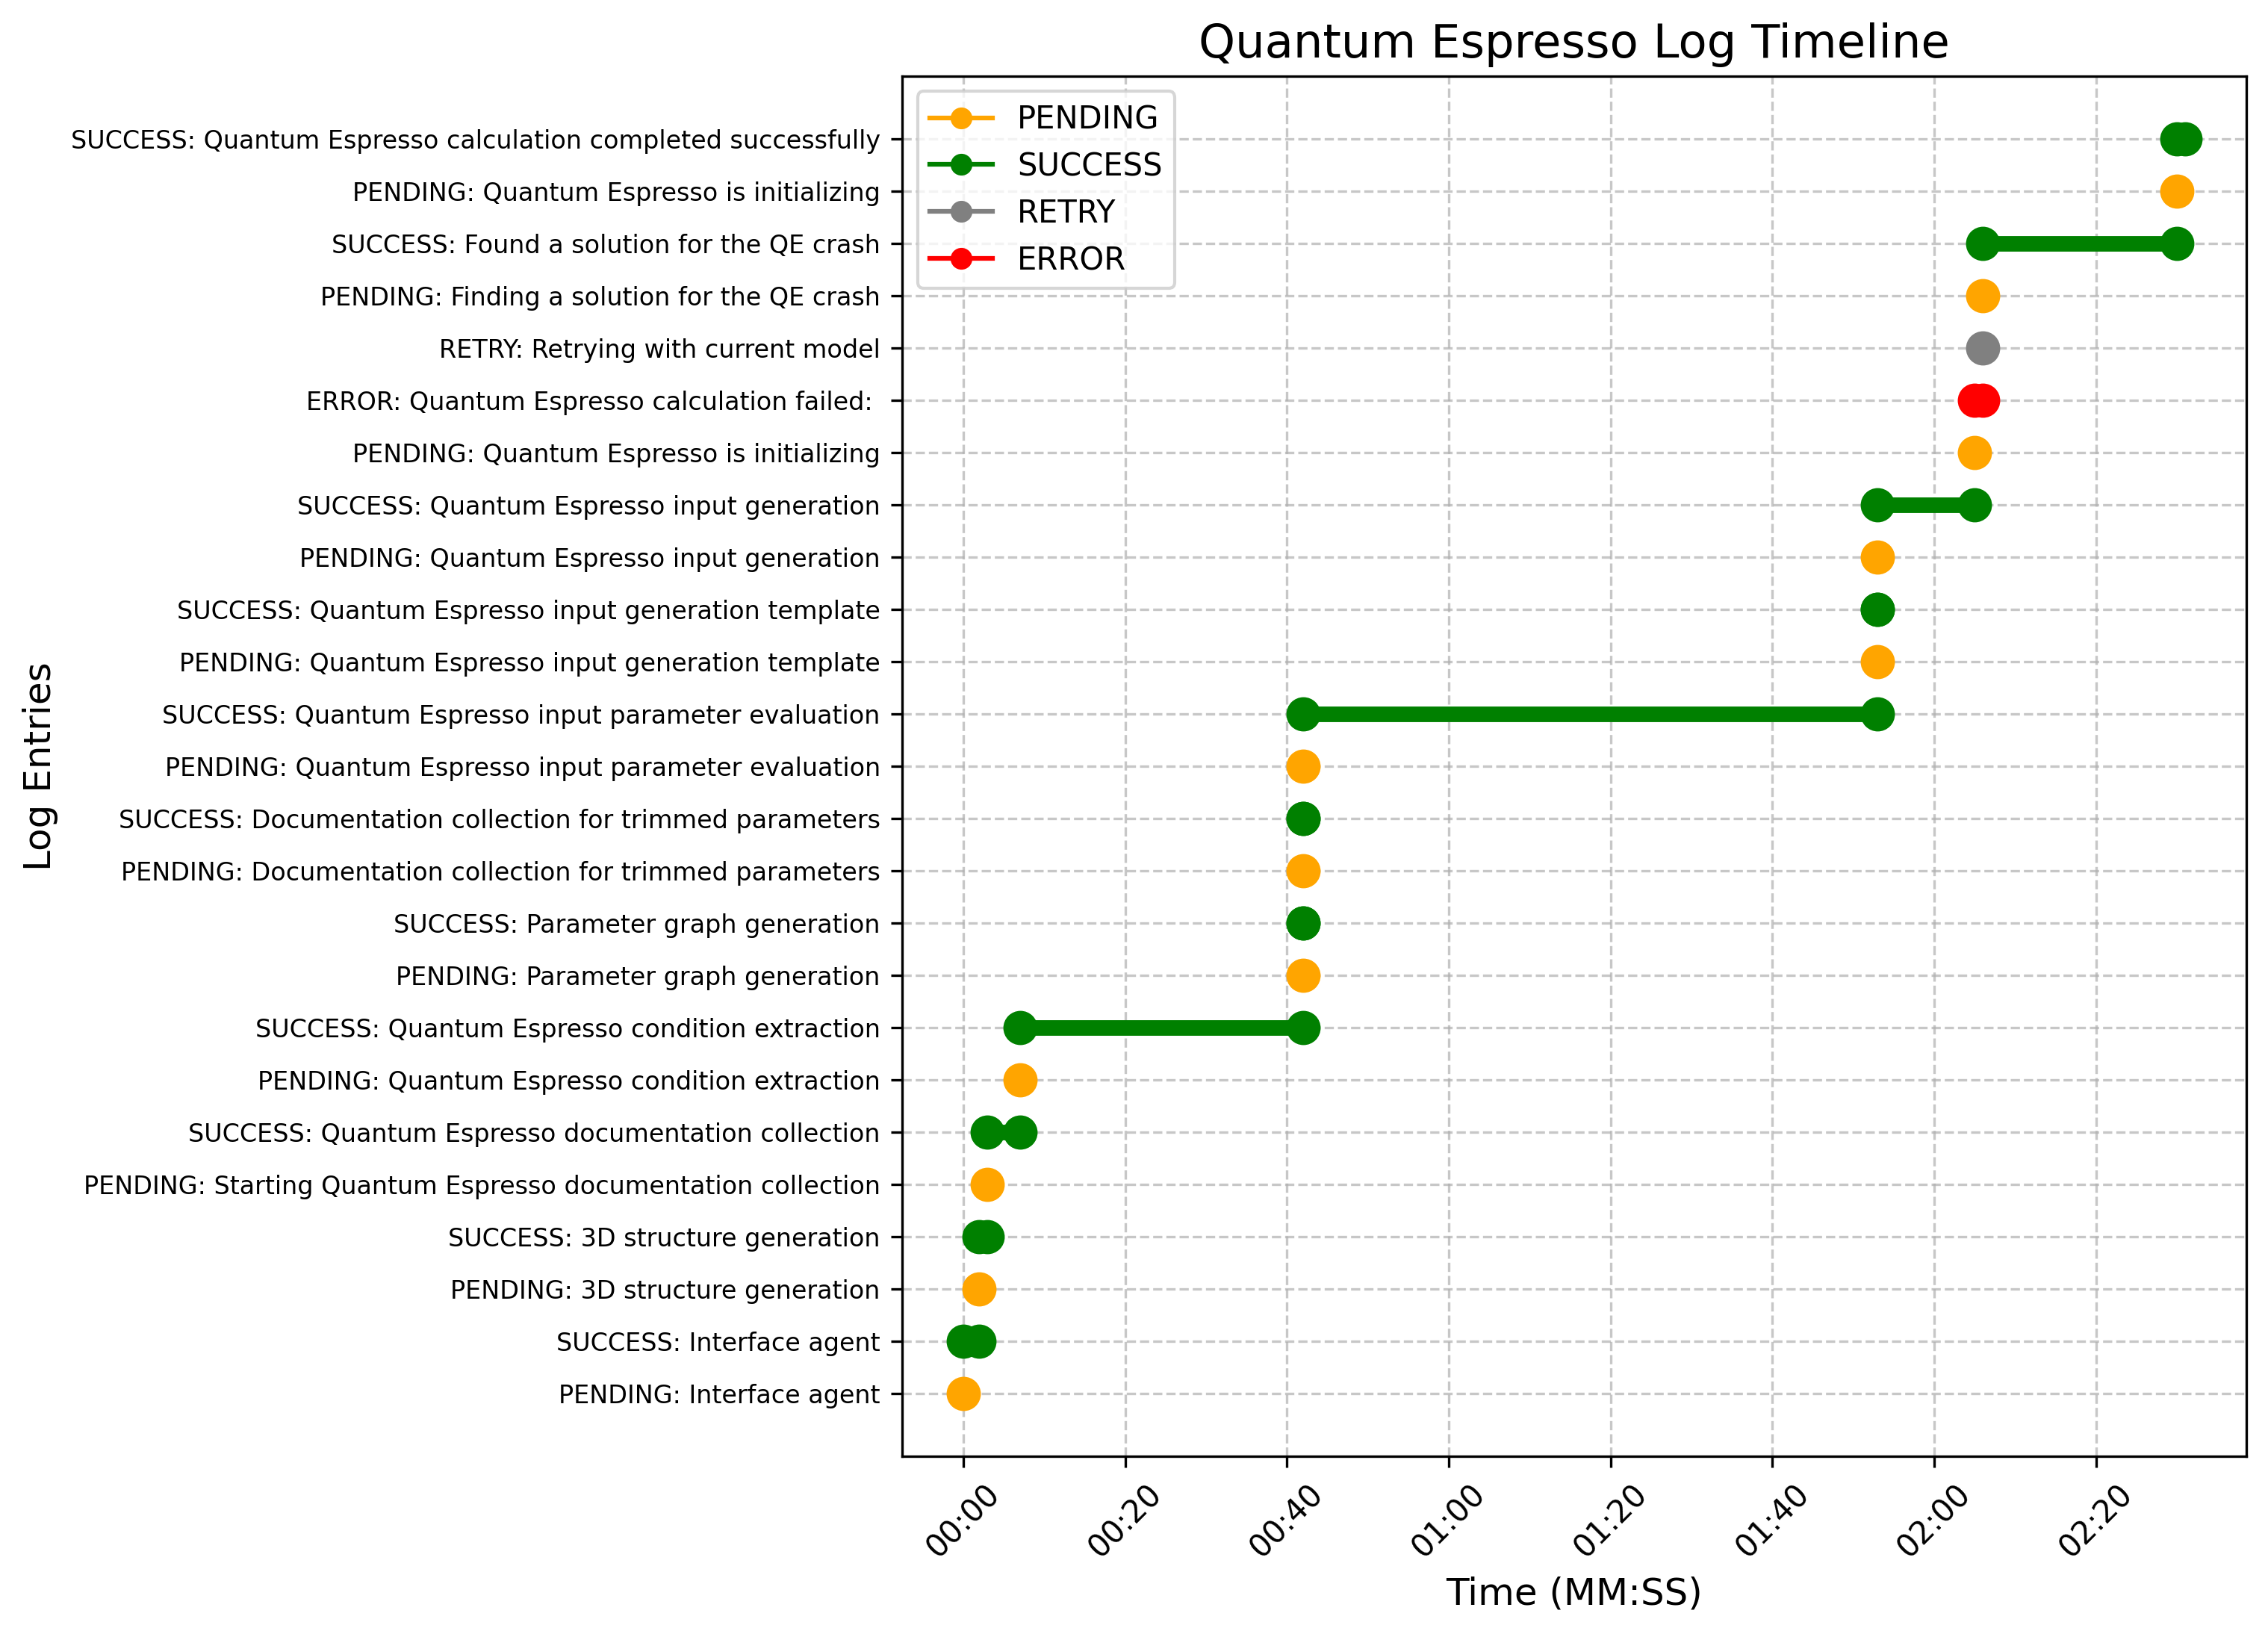 Quantum Espresso Log Timeline
PENDING
SUCCESS
RETRY
ERROR
SUCCESS: Quantum Espresso calculation completed successfully
PENDING: Quantum Espresso is initializing
SUCCESS: Found a solution for the QE crash
PENDING: Finding a solution for the QE crash
RETRY: Retrying with current model
ERROR: Quantum Espresso calculation failed:
PENDING: Quantum Espresso is initializing
SUCCESS: Quantum Espresso input generation
PENDING: Quantum Espresso input generation
SUCCESS: Quantum Espresso input generation template
PENDING: Quantum Espresso input generation template
SUCCESS: Quantum Espresso input parameter evaluation
PENDING: Quantum Espresso input parameter evaluation
SUCCESS: Documentation collection for trimmed parameters
PENDING: Documentation collection for trimmed parameters
SUCCESS: Parameter graph generation
PENDING: Parameter graph generation
SUCCESS: Quantum Espresso condition extraction
PENDING: Quantum Espresso condition extraction
SUCCESS: Quantum Espresso documentation collection
PENDING: Starting Quantum Espresso documentation collection
SUCCESS: 3D structure generation
PENDING: 3D structure generation
SUCCESS: Interface agent
PENDING: Interface agent
Log Entries
00:00
00:20
00:40
01:00
01:20
01:40
02:00
02:20
Time (MM:SS)